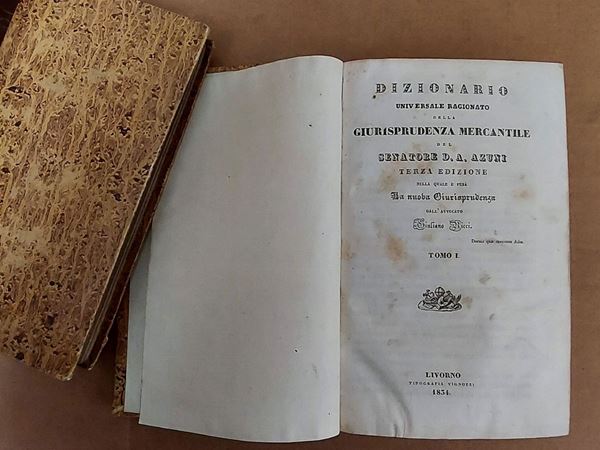 DIZIONARIO
UNIVERSALE RAGIONATO
DELLA
GIURISPRUDENZA MERCANTILE
DEL
SENATORE D. A. AZUNI
TERZA EDIZIONE
NELLA QUALE È FUSA
La nuova Giurisprudenza
DALL' AVVOCATO
Giuliano Ricci.
TOMO I.
LIVORNO
TIPOGRAFIA VIGNOZZI
1834.